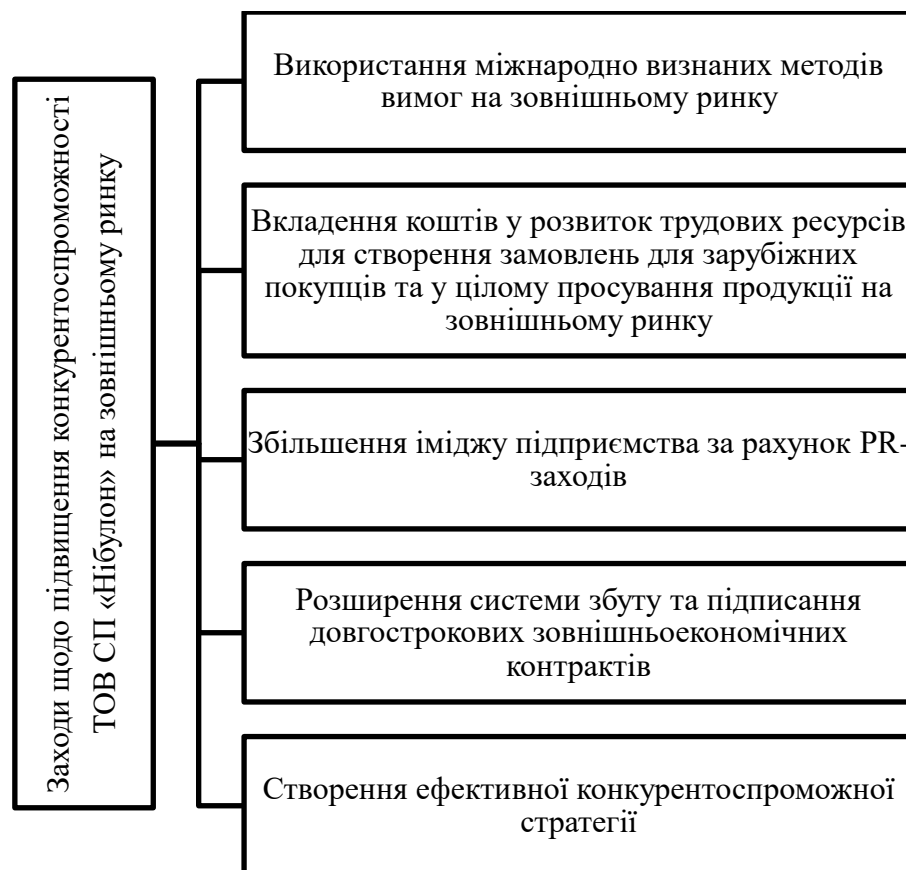 Заходи щодо підвищення конкурентоспроможності
ТОВ СП «Нібулон» на зовнішньому ринку
Використання міжнародно визнаних методів
вимог на зовнішньому ринку
Вкладення коштів у розвиток трудових ресурсів
для створення замовлень для зарубіжних
покупців та у цілому просування продукції на
зовнішньому ринку
Збільшення іміджу підприємства за рахунок PR-
заходів
Розширення системи збуту та підписання
довгострокових зовнішньоекономічних
контрактів
Створення ефективної конкурентоспроможної
стратегії